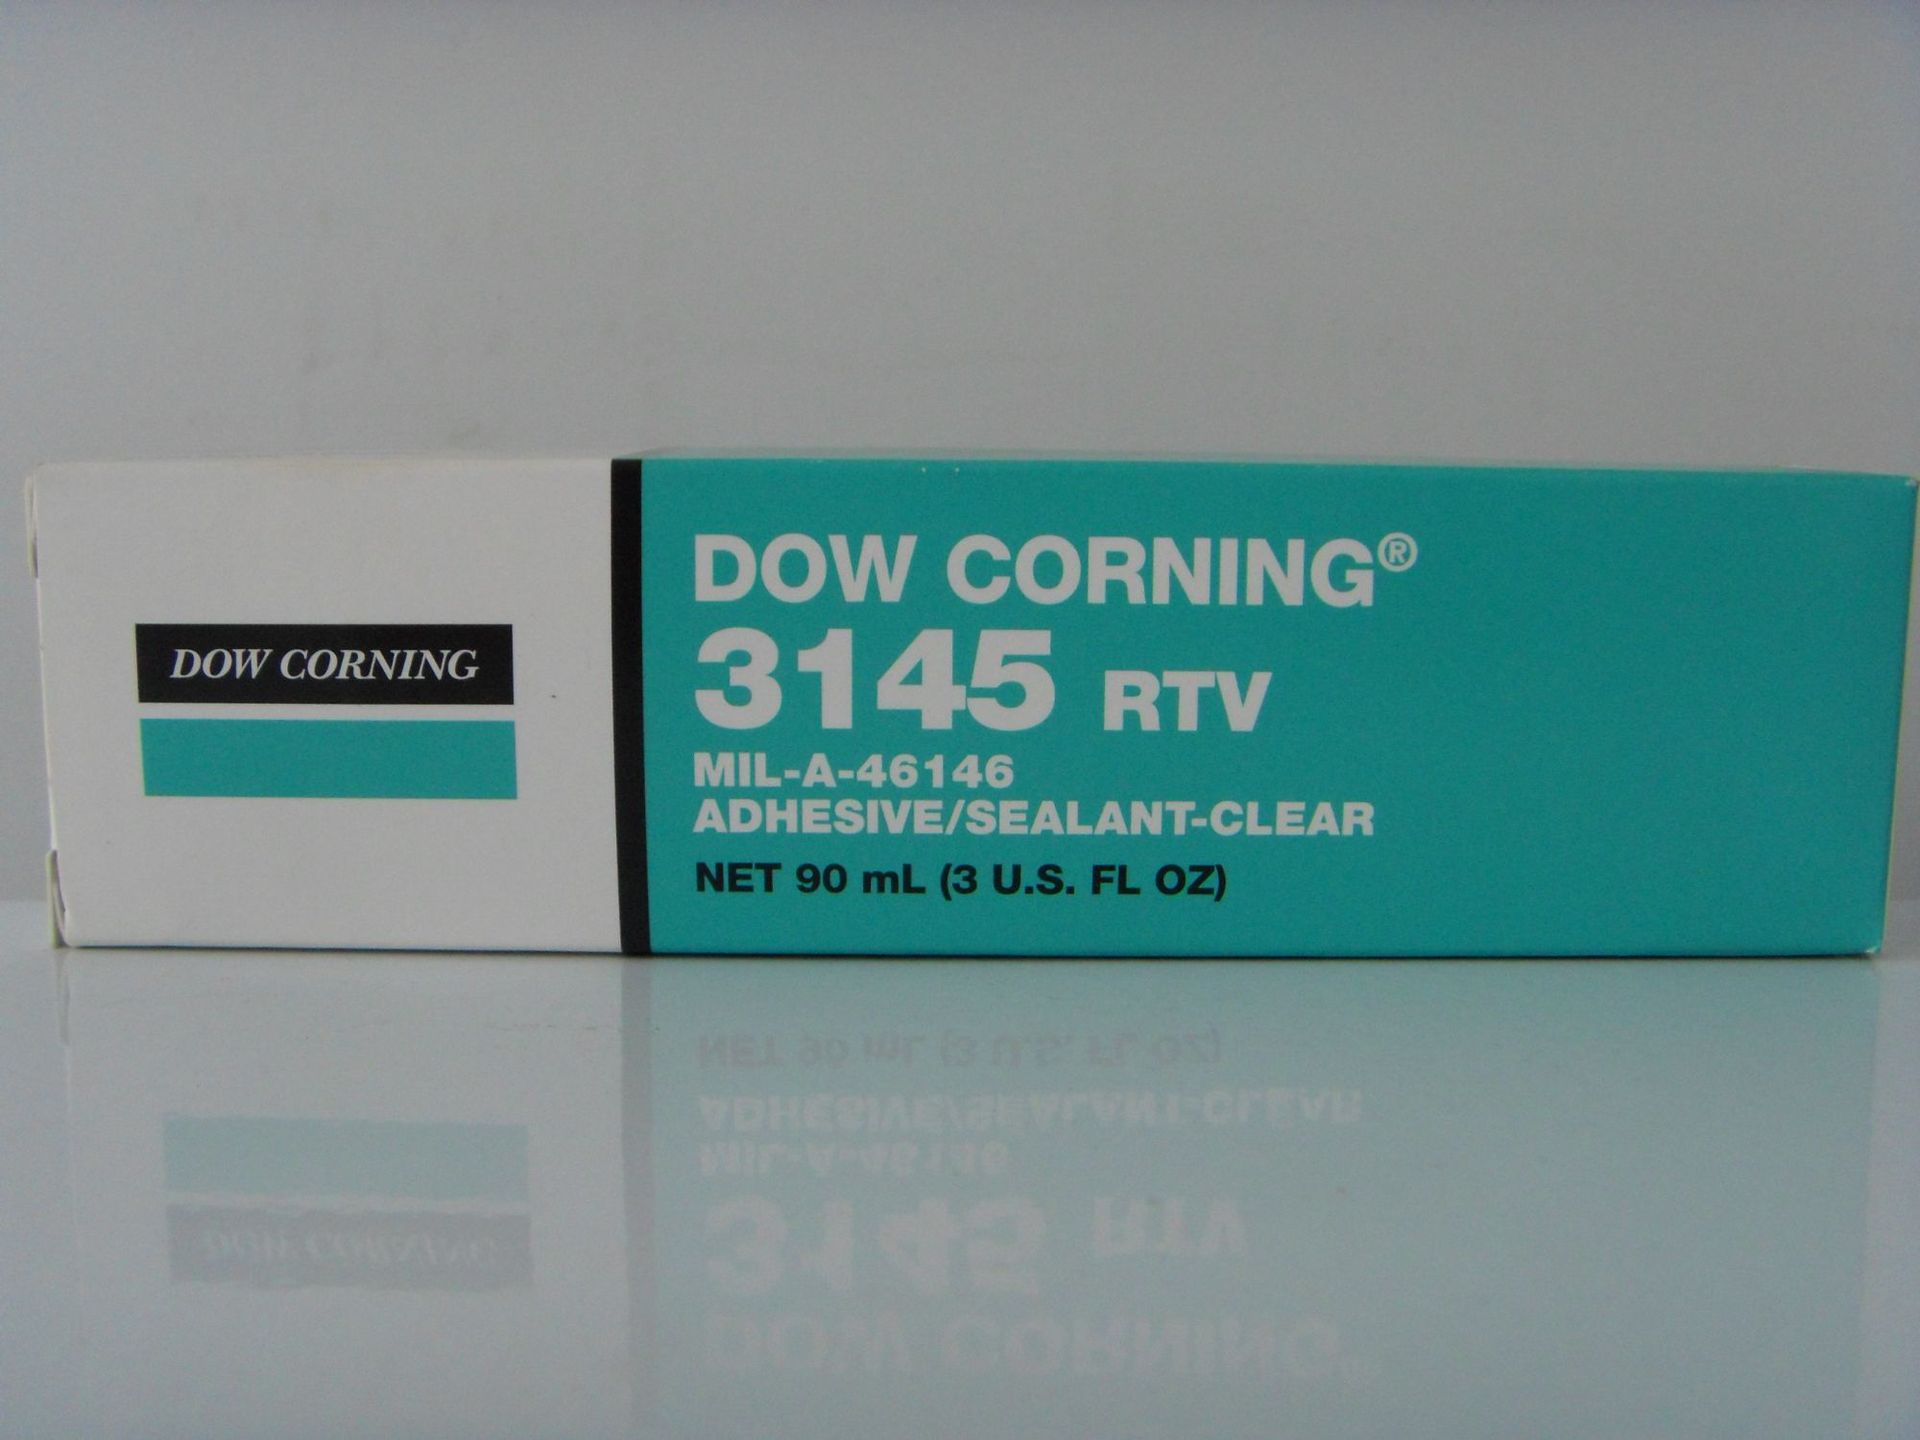 DOW CORNING
DOW CORNING®
3145 RTV
MIL-A-46146
ADHESIVE/SEALANT-CLEAR
NET 90 mL (3 U.S. FL OZ)